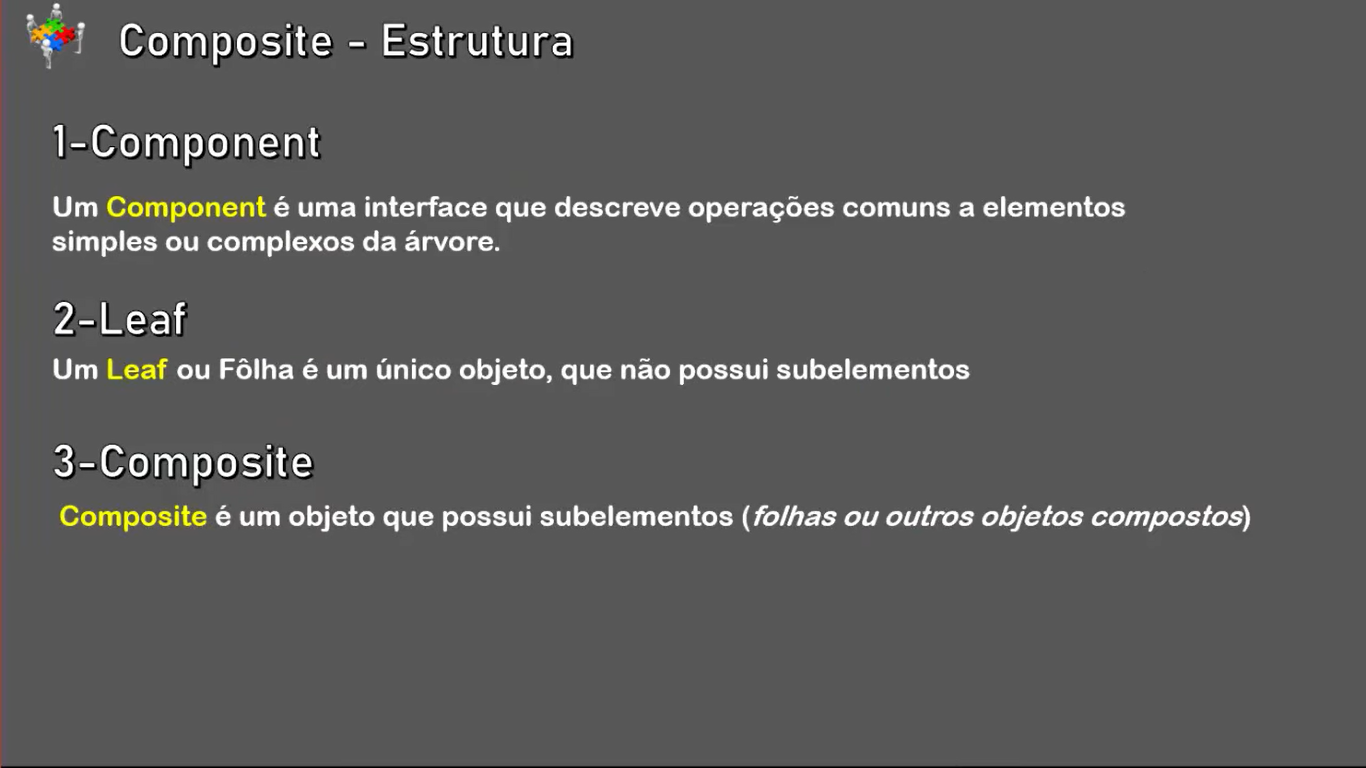 Composite - Estrutura
1-Component
Um Component é uma interface que descreve operações comuns a elementos
simples ou complexos da árvore.
2-Leaf
Um Leaf ou Fôlha é um único objeto, que não possui subelementos
3-Composite
Composite é um objeto que possui subelementos (folhas ou outros objetos compostos)